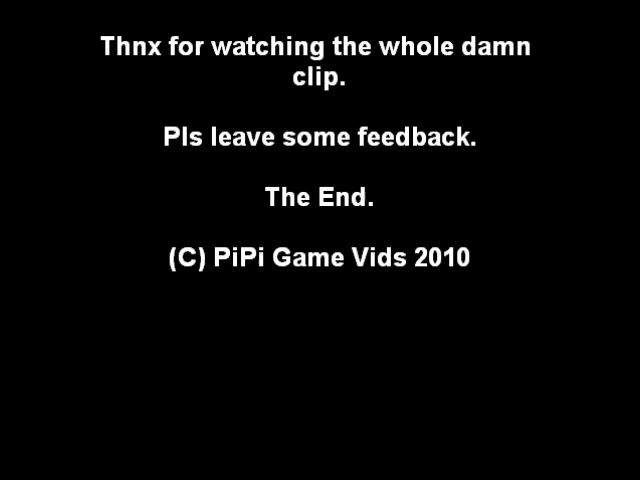 Thnx for watching the whole damn
clip.
Pls leave some feedback.
The End.
(C) PiPi Game Vids 2010